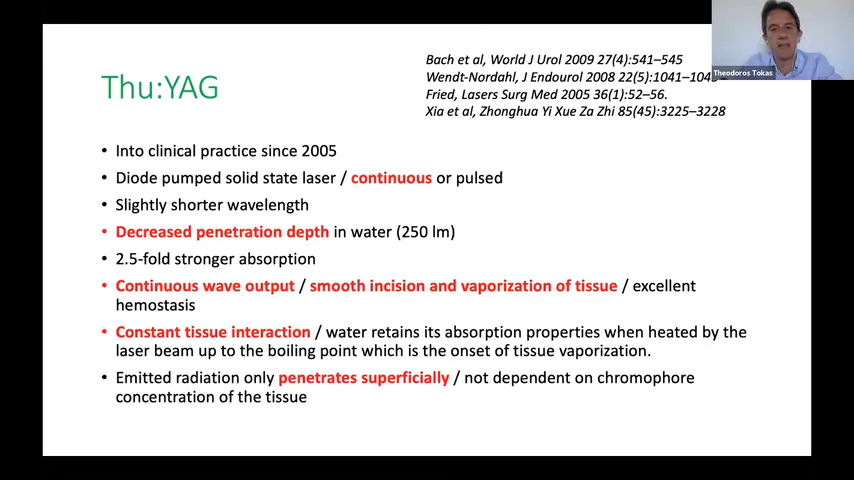 Thu:YAG
Bach et al, World J Urol 2009 27(4):541–545
Wendt-Nordahl, J Endourol 2008 22(5):1041–1045
Fried, Lasers Surg Med 2005 36(1):52–56.
Xia et al, Zhonghua Yi Xue Za Zhi 85(45):3225–3228
Theodoros Tokas
• Into clinical practice since 2005
• Diode pumped solid state laser / continuous or pulsed
• Slightly shorter wavelength
• Decreased penetration depth in water (250 lm)
• 2.5-fold stronger absorption
• Continuous wave output / smooth incision and vaporization of tissue / excellent
hemostasis
• Constant tissue interaction / water retains its absorption properties when heated by the
laser beam up to the boiling point which is the onset of tissue vaporization.
• Emitted radiation only penetrates superficially / not dependent on chromophore
concentration of the tissue